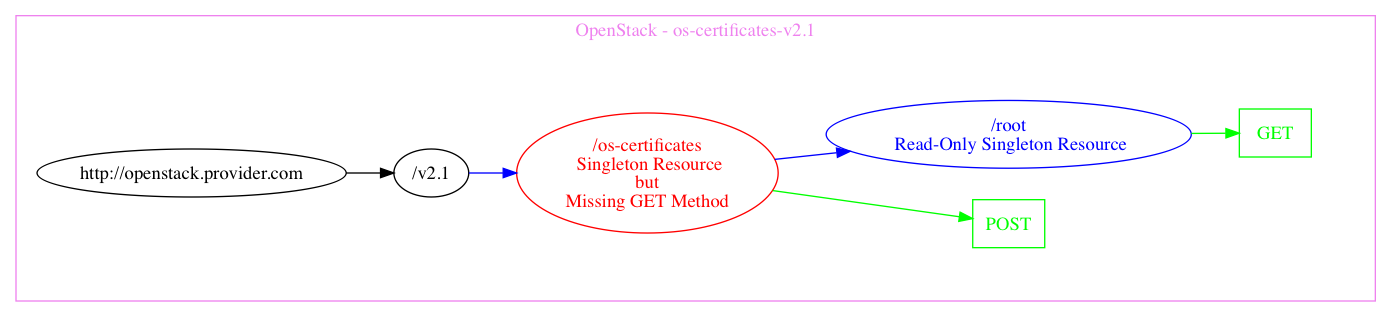 OpenStack - os-certificates-v2.1
http://openstack.provider.com
/v2.1
/os-certificates
Singleton Resource
but
Missing GET Method
/root
Read-Only Singleton Resource
GET
POST